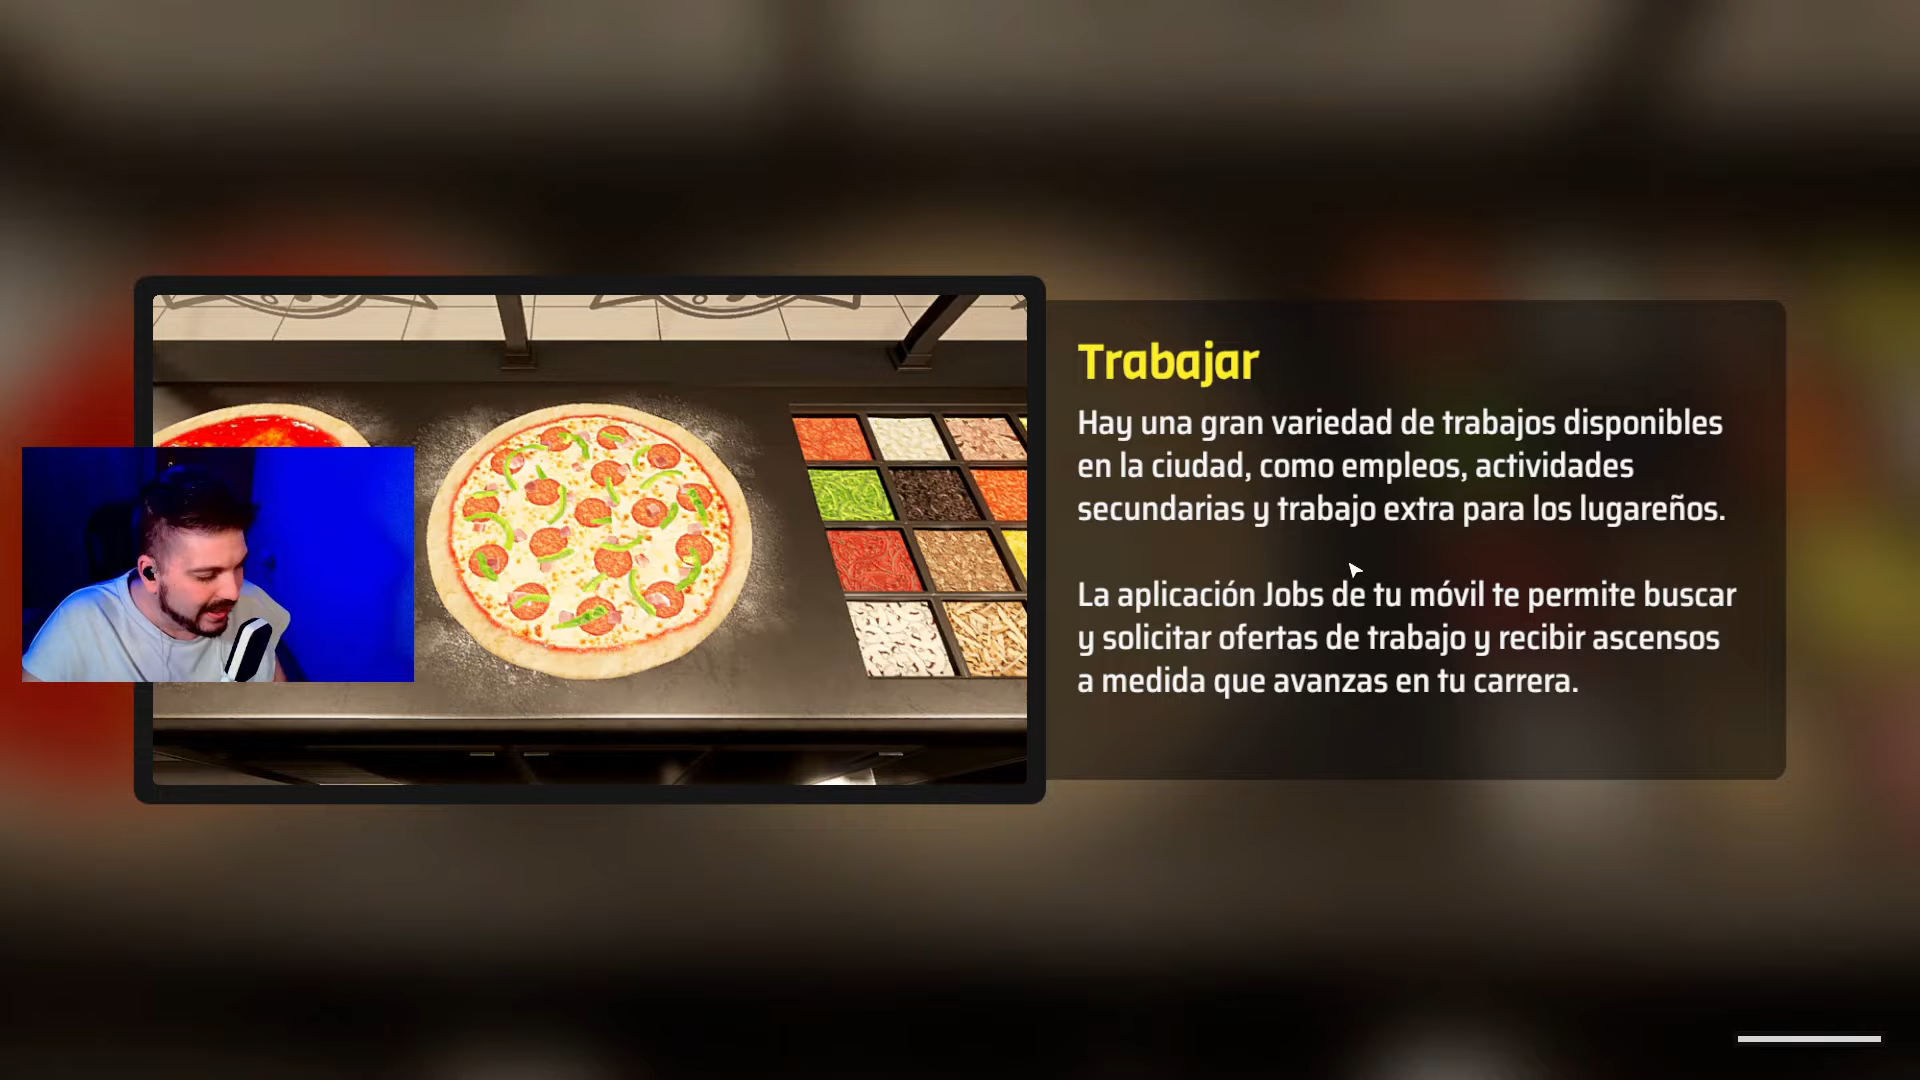 Trabajar
Hay una gran variedad de trabajos disponibles
en la ciudad, como empleos, actividades
secundarias y trabajo extra para los lugareños.
La aplicación Jobs de tu móvil te permite buscar
y solicitar ofertas de trabajo y recibir ascensos
a medida que avanzas en tu carrera.